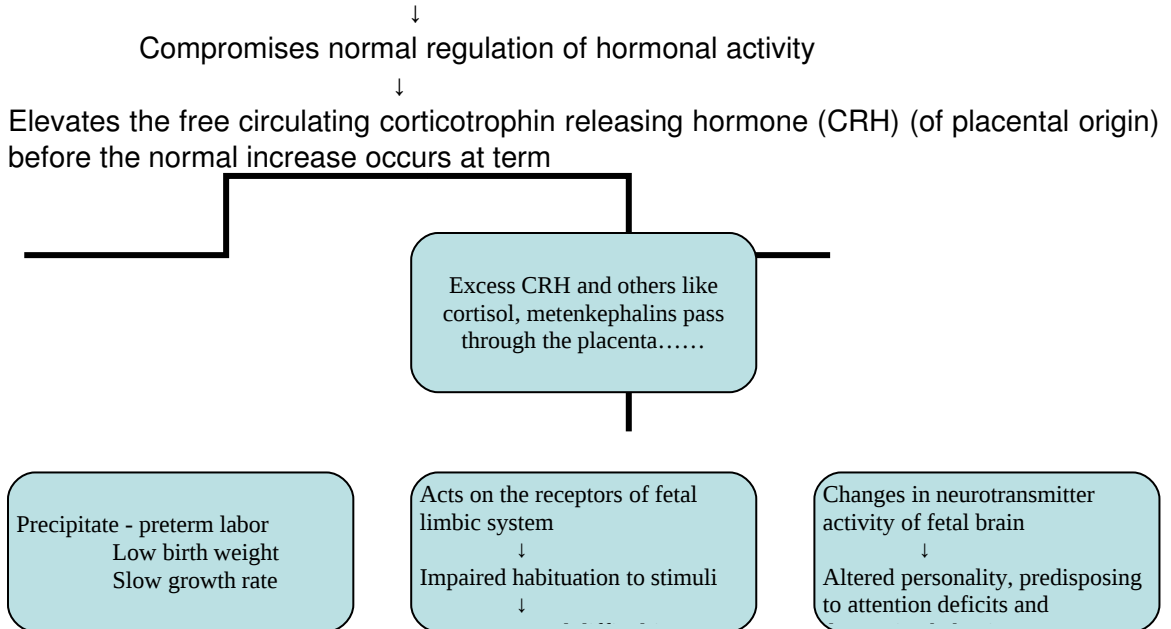 ↓
Compromises normal regulation of hormonal activity
↓
Elevates the free circulating corticotrophin releasing hormone (CRH) (of placental origin)
before the normal increase occurs at term
Excess CRH and others like
cortisol, metenkephalins pass
through the placenta……
Precipitate - preterm labor
Low birth weight
Slow growth rate
Acts on the receptors of fetal
limbic system
↓
Impaired habituation to stimuli
↓
Changes in neurotransmitter
activity of fetal brain
↓
Altered personality, predisposing
to attention deficits and